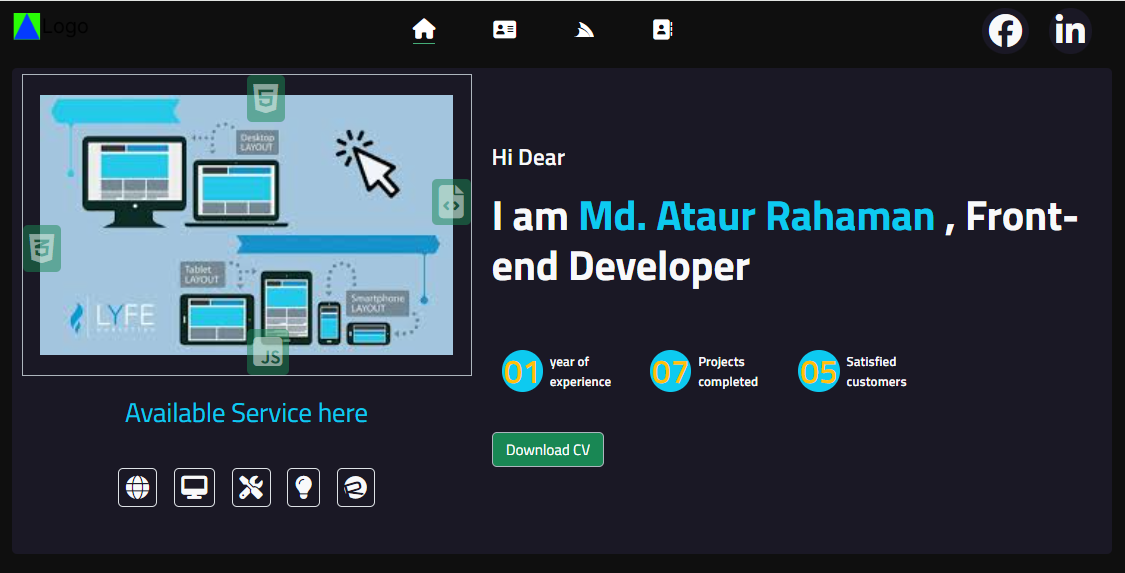 Logo
Desktop
LAYOUT
Tablet
LAYOUT
Smartphone
LAYOUT
LYFE
JS
Available Service here
Hi Dear
I am Md. Ataur Rahaman , Front-
end Developer
01 year of
experience
07 Projects
completed
05 Satisfied
customers
Download CV